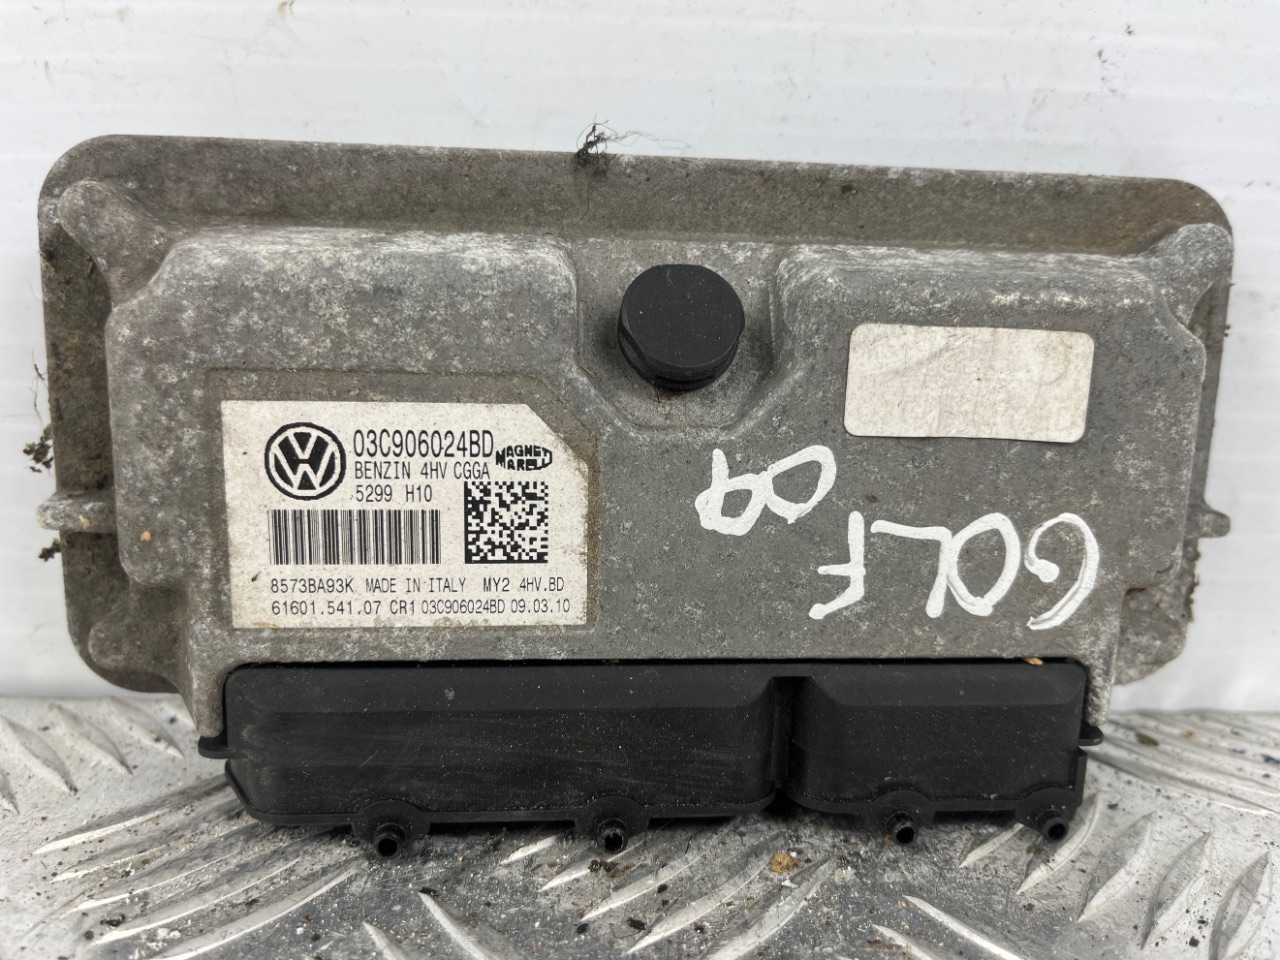 03C906024BD
MAGNETI
MARELLI
BENZIN 4HV CGGA
5299 H10
8573BA93K MADE IN ITALY MY2 4HV.BD
61601.541.07 CR1 03C906024BD 09.03.10
GOLF
09